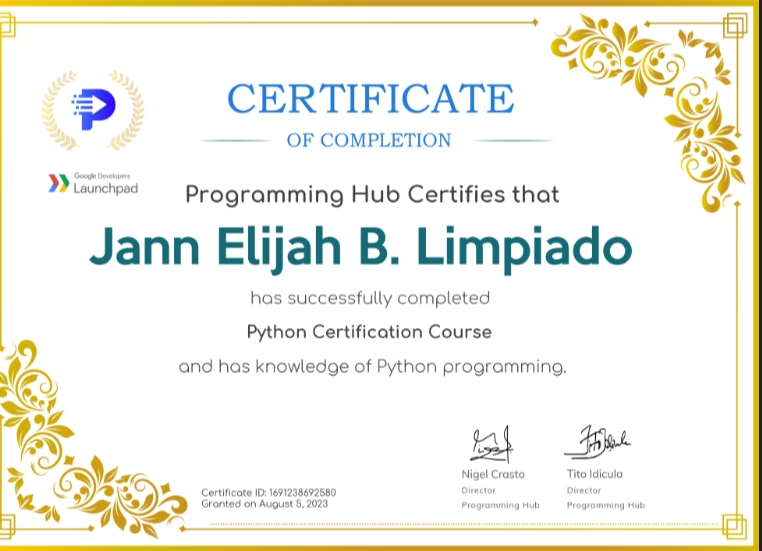 CERTIFICATE
OF COMPLETION
Google Developers
Launchpad
Programming Hub Certifies that
Jann Elijah B. Limpiado
has successfully completed
Python Certification Course
and has knowledge of Python programming.
Nigel Crasto
Director
Programming Hub
Tito Idicula
Director
Programming Hub
Certificate ID: 1691238692580
Granted on August 5, 2023